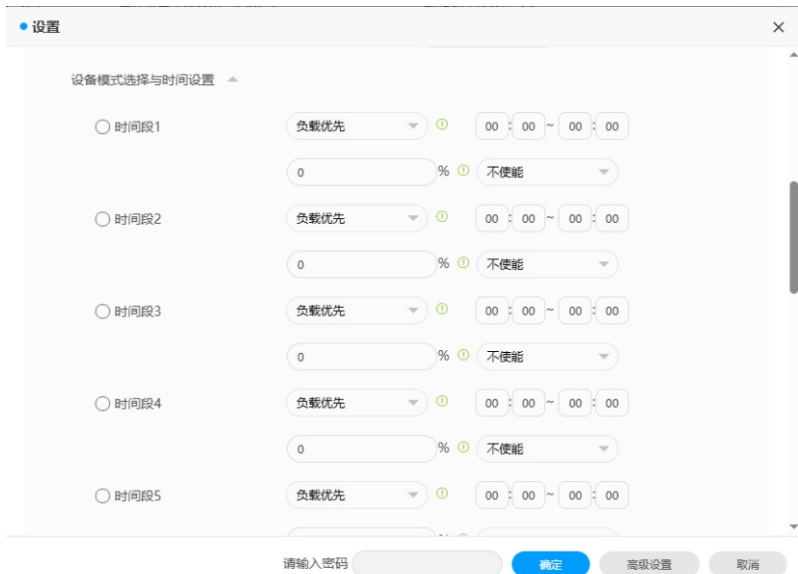 设置
设备模式选择与时间设置
时间段1 负载优先 00 : 00 ~ 00 : 00
0 % 不使能
时间段2 负载优先 00 : 00 ~ 00 : 00
0 % 不使能
时间段3 负载优先 00 : 00 ~ 00 : 00
0 % 不使能
时间段4 负载优先 00 : 00 ~ 00 : 00
0 % 不使能
时间段5 负载优先 00 : 00 ~ 00 : 00
请输入密码 确定 高级设置 取消